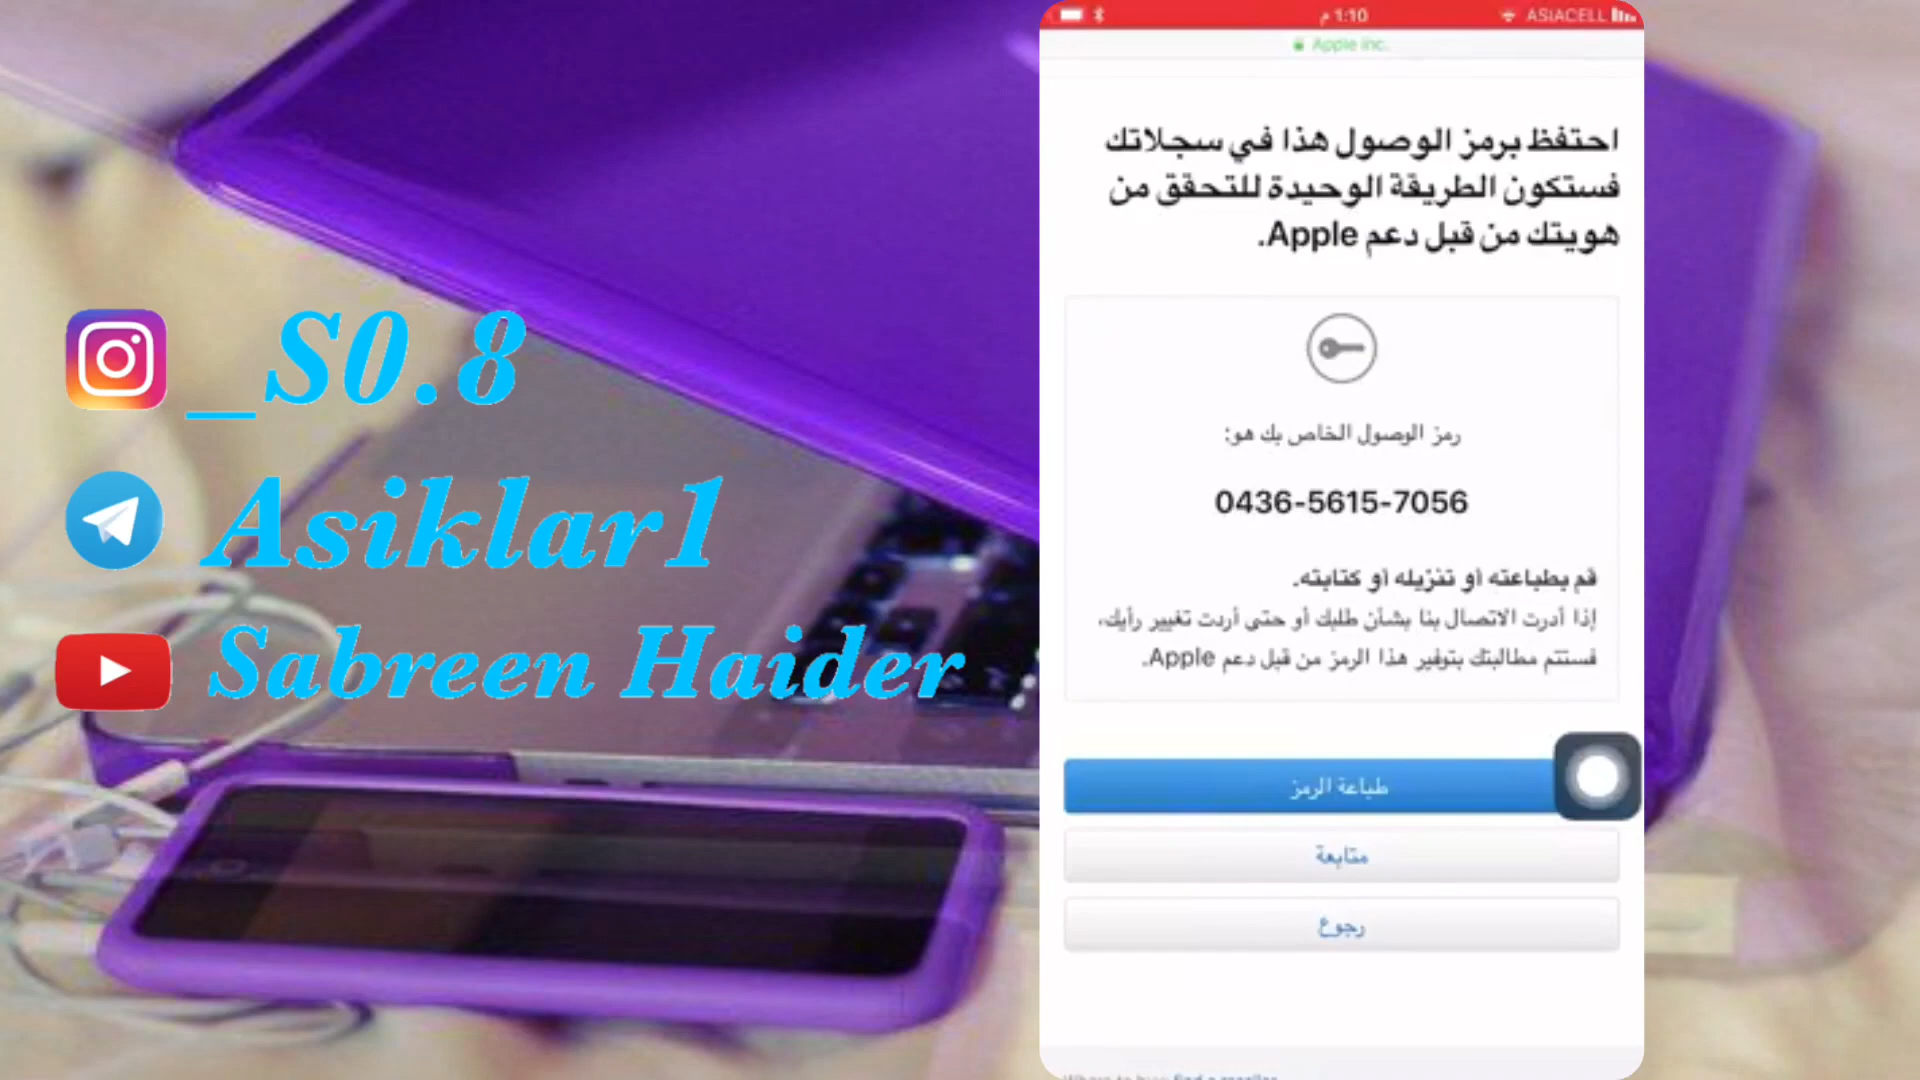 _S0.8
Asiklar1
Sabreen Haider
1:10 م
ASIACELL
Apple Inc.
احتفظ برمز الوصول هذا في سجلاتك
فستكون الطريقة الوحيدة للتحقق من
هويتك من قبل دعم Apple.
رمز الوصول الخاص بك هو:
0436-5615-7056
قم بطباعته أو تنزيله أو كتابته.
إذا أدرت الاتصال بنا بشأن طلبك أو حتى أردت تغيير رأيك،
فستتم مطالبتك بتوفير هذا الرمز من قبل دعم Apple.
طباعة الرمز
متابعة
رجوع